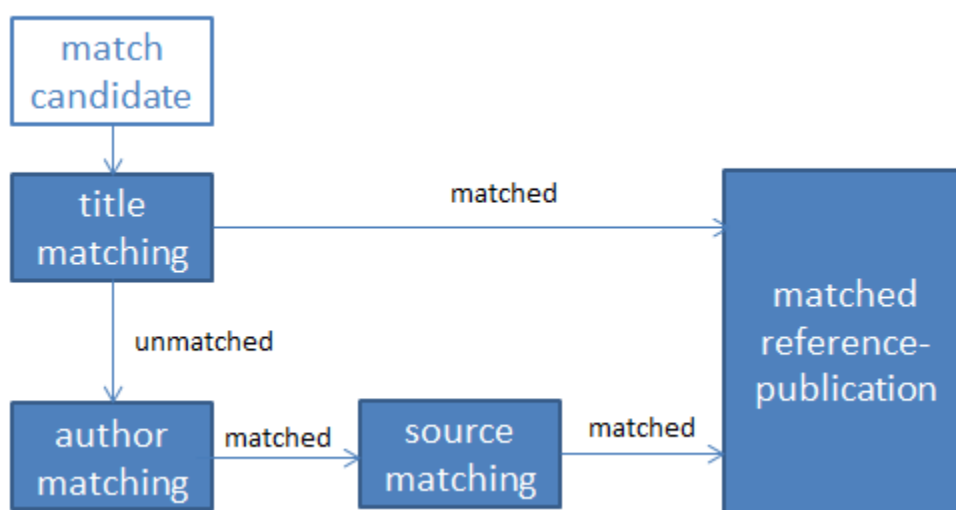 match
candidate
title
matching
matched
unmatched
matched
reference-
publication
author
matching
matched
source
matching
matched